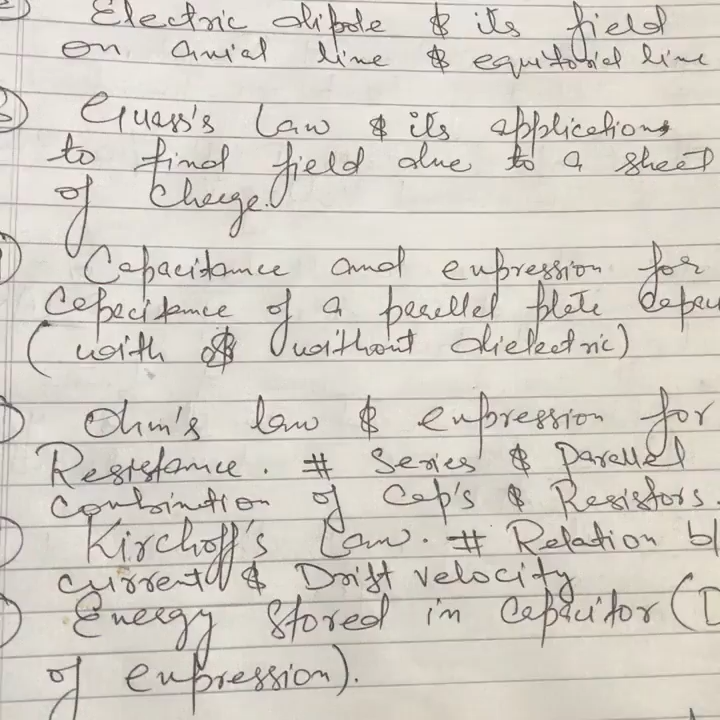 Electric dipole & its field
on axial line & equitorial line
Guass's Law & its applications
to find field due to a sheet
of Charge.
Capacitance and expression for
Capacitance of a parallel plate Capac
(with & without dielectric)
Ohm's law & expression for
Resistance. # Series & Parallel
Combination of Cap's & Resistors.
Kirchoff's Law. # Relation b/
current & Drift velocity
Energy Stored in Capacitor (D
of expression).